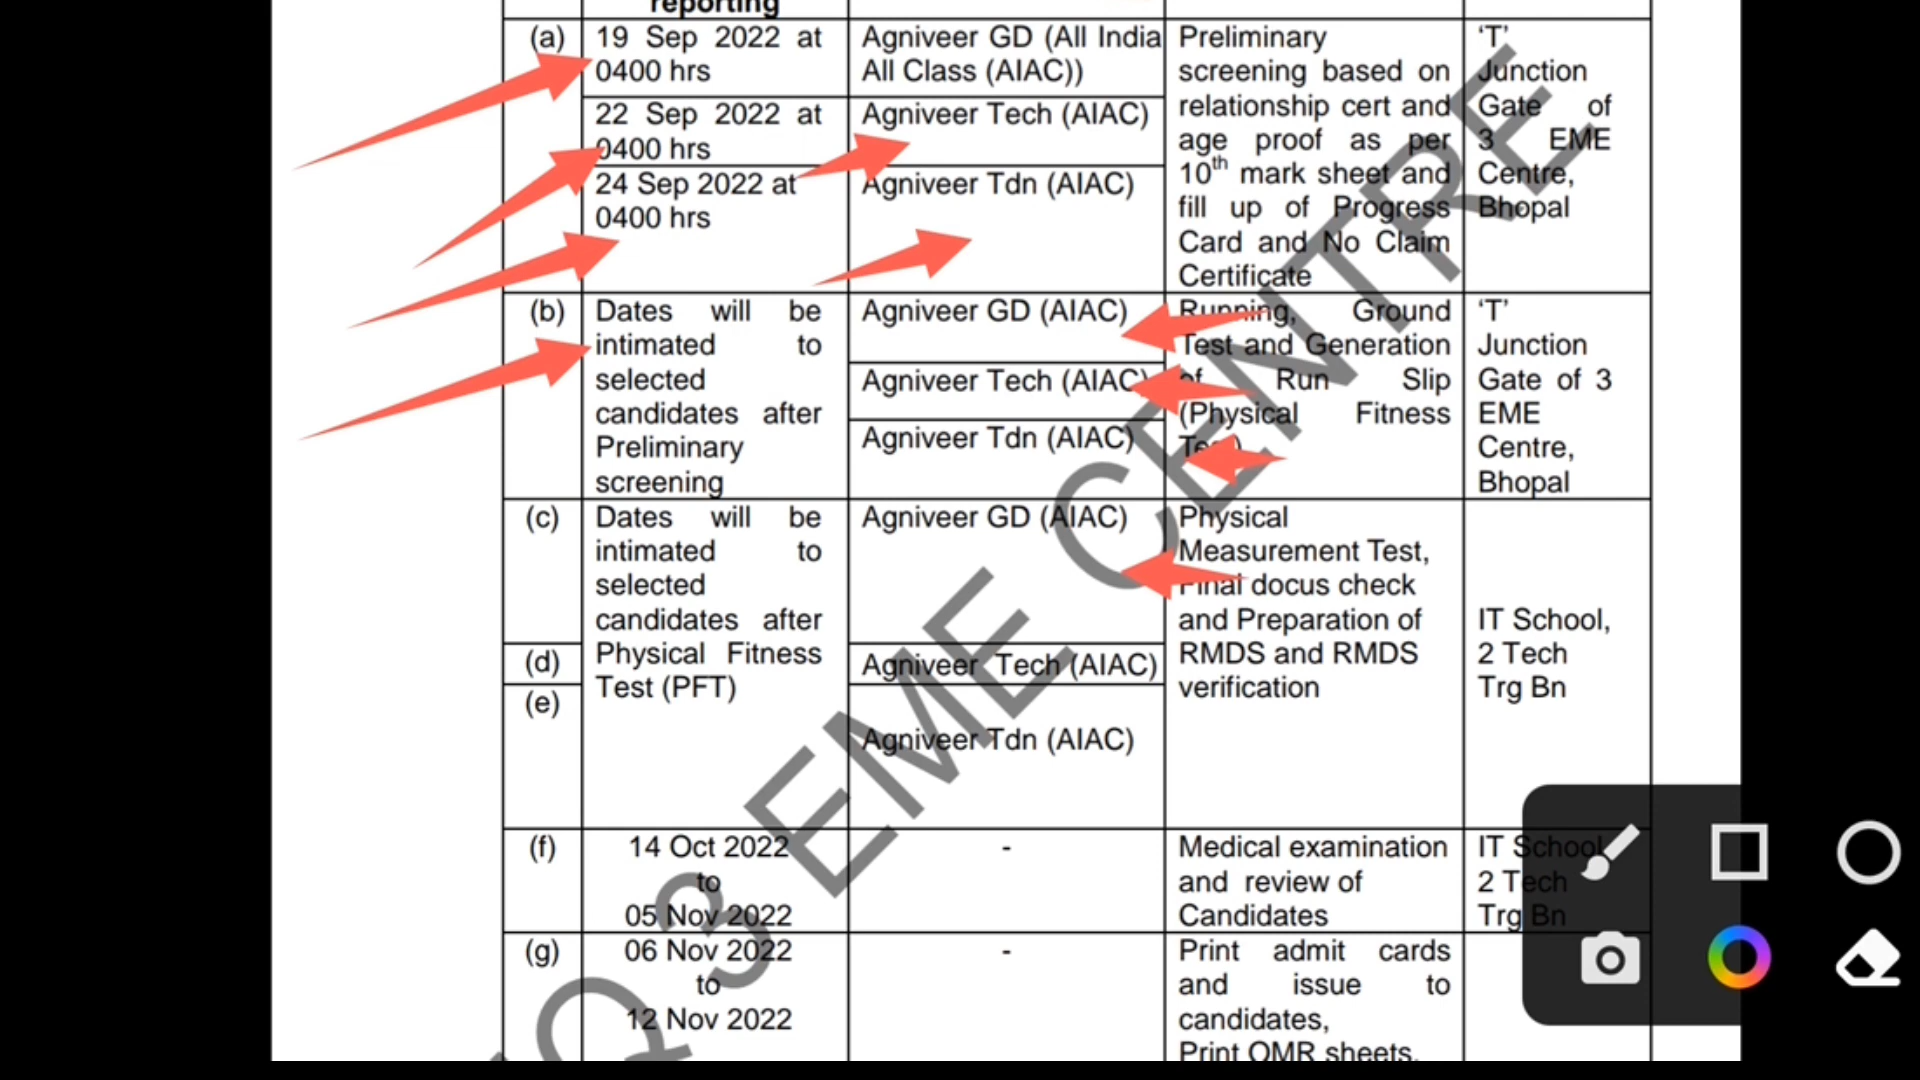 reporting
(a)
19 Sep 2022 at
0400 hrs
Agniveer GD (All India
All Class (AIAC))
22 Sep 2022 at
0400 hrs
Agniveer Tech (AIAC)
24 Sep 2022 at
0400 hrs
Agniveer Tdn (AIAC)
Preliminary
screening based on
relationship cert and
age proof as per
10th mark sheet and
fill up of Progress
Card and No Claim
Certificate
‘T’
Junction
Gate of
3 EME
Centre,
Bhopal
(b)
Dates will be
intimated to
selected
candidates after
Preliminary
screening
Agniveer GD (AIAC)
Agniveer Tech (AIAC)
Agniveer Tdn (AIAC)
Running, Ground
Test and Generation
of Run Slip
(Physical Fitness
Test)
‘T’
Junction
Gate of 3
EME
Centre,
Bhopal
(c)
Dates will be
intimated to
selected
candidates after
Physical Fitness
Test (PFT)
Agniveer GD (AIAC)
(d)
Agniveer Tech (AIAC)
(e)
Agniveer Tdn (AIAC)
Physical
Measurement Test,
Final docus check
and Preparation of
RMDS and RMDS
verification
IT School,
2 Tech
Trg Bn
(f)
14 Oct 2022
to
05 Nov 2022
-
Medical examination
and review of
Candidates
IT School,
2 Tech
Trg Bn
(g)
06 Nov 2022
to
12 Nov 2022
-
Print admit cards
and issue to
candidates,
Print OMR sheets,
HQ 3 EME CENTRE